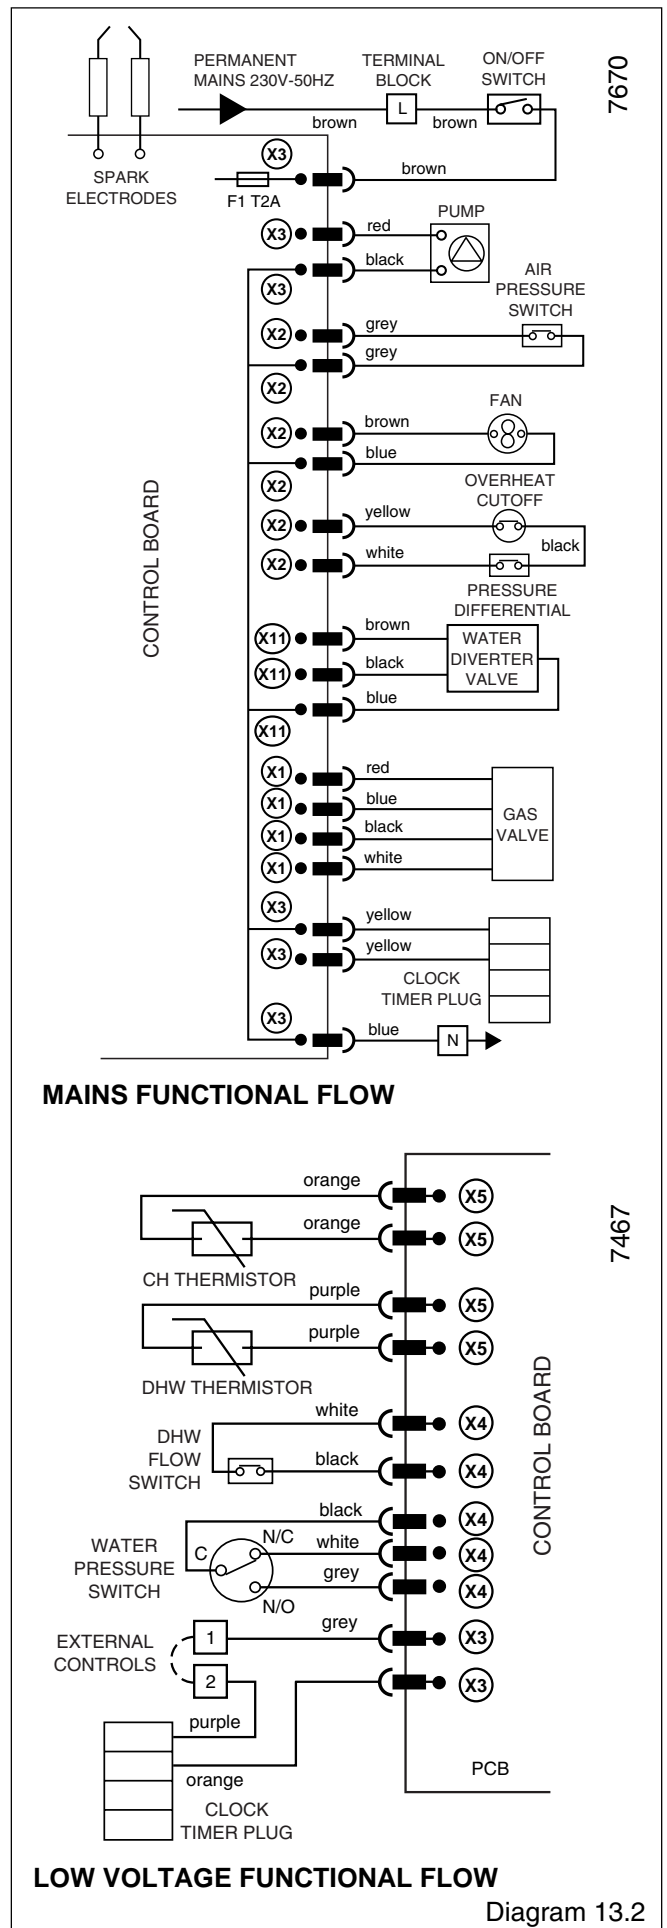 PERMANENT
MAINS 230V-50HZ
TERMINAL
BLOCK
ON/OFF
SWITCH
7670
L
brown
brown
SPARK
ELECTRODES
X3
brown
F1 T2A
PUMP
X3
red
black
X3
AIR
PRESSURE
SWITCH
X2
grey
grey
X2
FAN
X2
brown
blue
X2
OVERHEAT
CUTOFF
X2
yellow
black
X2
white
PRESSURE
DIFFERENTIAL
CONTROL BOARD
X11
brown
WATER
DIVERTER
VALVE
X11
black
blue
X11
X1
red
X1
blue
GAS
VALVE
X1
black
X1
white
X3
yellow
X3
yellow
CLOCK
TIMER PLUG
X3
blue
N
MAINS FUNCTIONAL FLOW
orange
X5
orange
X5
7467
CH THERMISTOR
purple
X5
purple
X5
DHW THERMISTOR
CONTROL BOARD
white
X4
DHW
FLOW
SWITCH
black
X4
black
X4
WATER
PRESSURE
SWITCH
C
N/C
white
X4
grey
X4
N/O
EXTERNAL
CONTROLS
1
grey
X3
2
X3
purple
orange
PCB
CLOCK
TIMER PLUG
LOW VOLTAGE FUNCTIONAL FLOW
Diagram 13.2